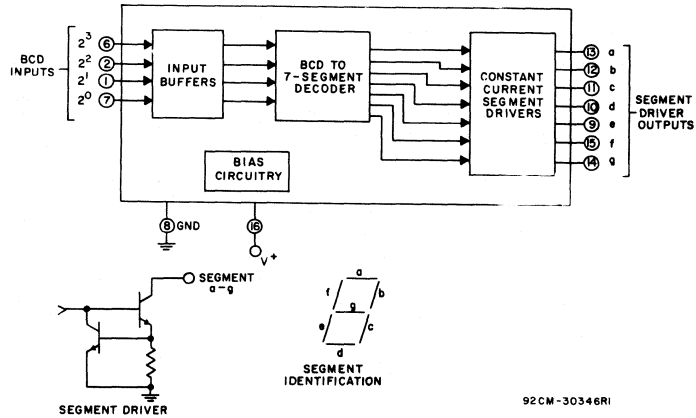 BCD
INPUTS
2³ 6
2² 2
2¹ 1
2⁰ 7
INPUT
BUFFERS
BCD TO
7-SEGMENT
DECODER
CONSTANT
CURRENT
SEGMENT
DRIVERS
13 a
12 b
11 c
10 d
9 e
15 f
14 g
SEGMENT
DRIVER
OUTPUTS
BIAS
CIRCUITRY
8 GND
16
V+
SEGMENT
a-g
SEGMENT DRIVER
a
f b
g
e c
d
SEGMENT
IDENTIFICATION
92CM-30346R1